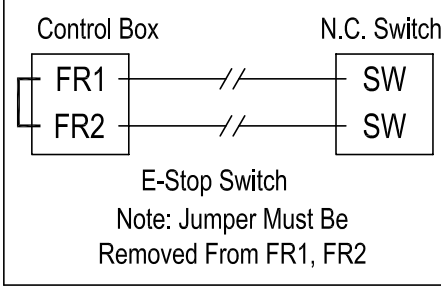 Control Box N.C. Switch
FR1 SW
FR2 SW
E-Stop Switch
Note: Jumper Must Be
Removed From FR1, FR2